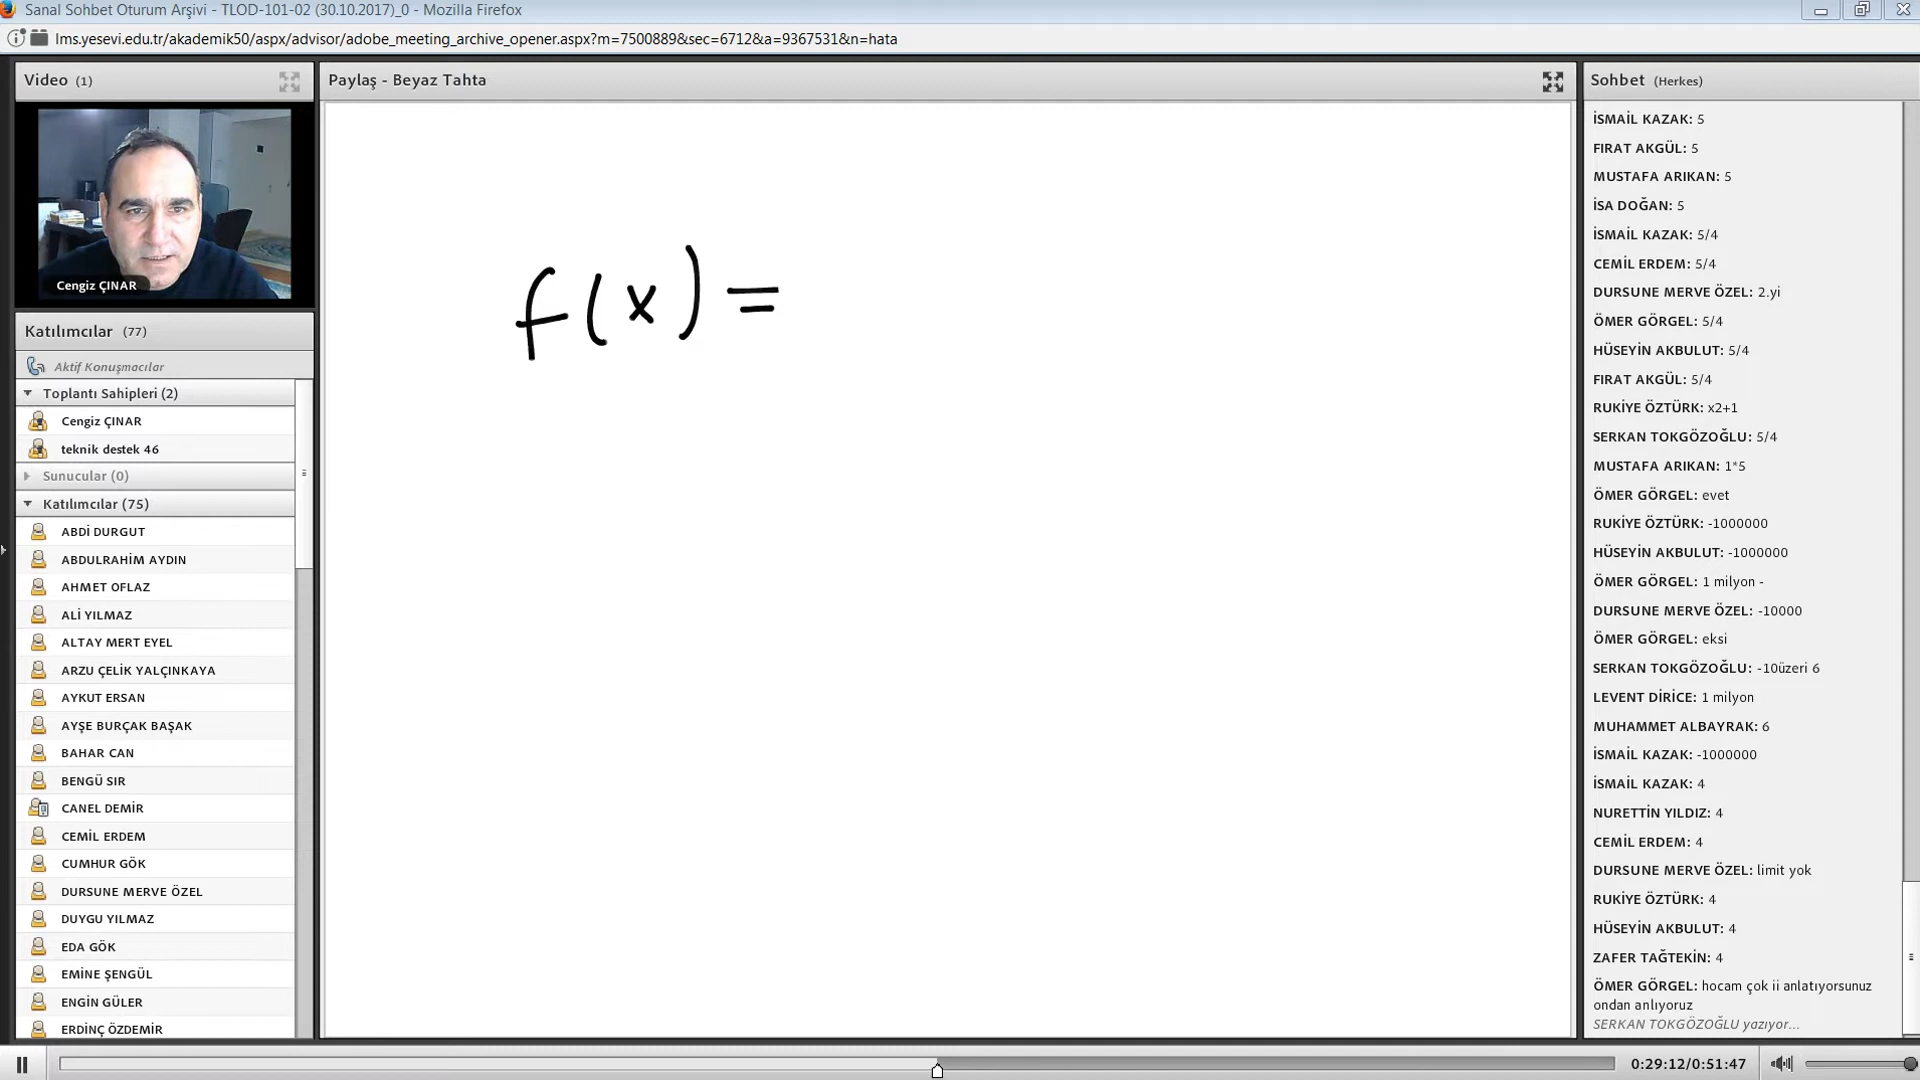 Sanal Sohbet Oturum Arşivi - TLOD-101-02 (30.10.2017)_0 - Mozilla Firefox
lms.yesevi.edu.tr/akademik50/aspx/advisor/adobe_meeting_archive_opener.aspx?m=7500889&sec=6712&a=9367531&n=hata
Video (1)
Cengiz ÇINAR
Katılımcılar (77)
Aktif Konuşmacılar
Toplantı Sahipleri (2)
Cengiz ÇINAR
teknik destek 46
Sunucular (0)
Katılımcılar (75)
ABDİ DURGUT
ABDULRAHİM AYDIN
AHMET OFLAZ
ALİ YILMAZ
ALTAY MERT EYEL
ARZU ÇELİK YALÇINKAYA
AYKUT ERSAN
AYŞE BURÇAK BAŞAK
BAHAR CAN
BENGÜ SIR
CANEL DEMİR
CEMİL ERDEM
CUMHUR GÖK
DURSUNE MERVE ÖZEL
DUYGU YILMAZ
EDA GÖK
EMİNE ŞENGÜL
ENGİN GÜLER
ERDİNÇ ÖZDEMİR
Paylaş - Beyaz Tahta
f(x)=
Sohbet (Herkes)
İSMAİL KAZAK: 5
FIRAT AKGÜL: 5
MUSTAFA ARIKAN: 5
İSA DOĞAN: 5
İSMAİL KAZAK: 5/4
CEMİL ERDEM: 5/4
DURSUNE MERVE ÖZEL: 2.yi
ÖMER GÖRGEL: 5/4
HÜSEYİN AKBULUT: 5/4
FIRAT AKGÜL: 5/4
RUKİYE ÖZTÜRK: x2+1
SERKAN TOKGÖZOĞLU: 5/4
MUSTAFA ARIKAN: 1*5
ÖMER GÖRGEL: evet
RUKİYE ÖZTÜRK: -1000000
HÜSEYİN AKBULUT: -1000000
ÖMER GÖRGEL: 1 milyon -
DURSUNE MERVE ÖZEL: -10000
ÖMER GÖRGEL: eksi
SERKAN TOKGÖZOĞLU: -10üzeri 6
LEVENT DİRİCE: 1 milyon
MUHAMMET ALBAYRAK: 6
İSMAİL KAZAK: -1000000
İSMAİL KAZAK: 4
NURETTİN YILDIZ: 4
CEMİL ERDEM: 4
DURSUNE MERVE ÖZEL: limit yok
RUKİYE ÖZTÜRK: 4
HÜSEYİN AKBULUT: 4
ZAFER TAĞTEKİN: 4
ÖMER GÖRGEL: hocam çok ii anlatıyorsunuz
ondan anlıyoruz
SERKAN TOKGÖZOĞLU yazıyor...
0:29:12/0:51:47